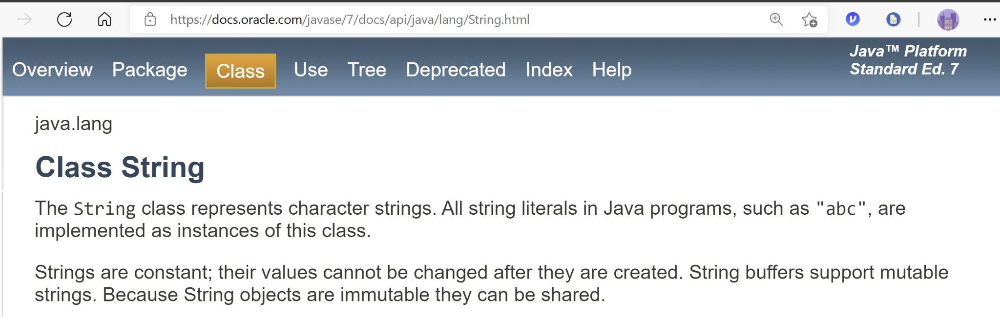 https://docs.oracle.com/javase/7/docs/api/java/lang/String.html
Overview Package Class Use Tree Deprecated Index Help
Java™ Platform
Standard Ed. 7
java.lang
Class String
The String class represents character strings. All string literals in Java programs, such as "abc", are
implemented as instances of this class.
Strings are constant; their values cannot be changed after they are created. String buffers support mutable
strings. Because String objects are immutable they can be shared.